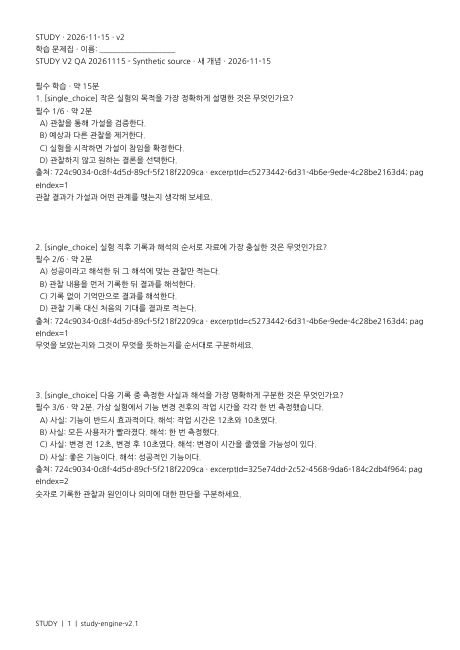 STUDY · 2026-11-15 · v2
학습 문제집 · 이름: ____________________
STUDY V2 QA 20261115 - Synthetic source · 새 개념 · 2026-11-15
필수 학습 · 약 15분
1. [single_choice] 작은 실험의 목적을 가장 정확하게 설명한 것은 무엇인가요?
필수 1/6 · 약 2분
A) 관찰을 통해 가설을 검증한다.
B) 예상과 다른 관찰을 제거한다.
C) 실험을 시작하면 가설이 참임을 확정한다.
D) 관찰하지 않고 원하는 결론을 선택한다.
출처: 724c9034-0c8f-4d5d-89cf-5f218f2209ca · excerptId=c5273442-6d31-4b6e-9ede-4c28be2163d4; pag
eIndex=1
관찰 결과가 가설과 어떤 관계를 맺는지 생각해 보세요.
2. [single_choice] 실험 직후 기록과 해석의 순서로 자료에 가장 충실한 것은 무엇인가요?
필수 2/6 · 약 2분
A) 성공이라고 해석한 뒤 그 해석에 맞는 관찰만 적는다.
B) 관찰 내용을 먼저 기록한 뒤 결과를 해석한다.
C) 기록 없이 기억만으로 결과를 해석한다.
D) 관찰 기록 대신 처음의 기대를 결과로 적는다.
출처: 724c9034-0c8f-4d5d-89cf-5f218f2209ca · excerptId=c5273442-6d31-4b6e-9ede-4c28be2163d4; pag
eIndex=1
무엇을 보았는지와 그것이 무엇을 뜻하는지를 순서대로 구분하세요.
3. [single_choice] 다음 기록 중 측정한 사실과 해석을 가장 명확하게 구분한 것은 무엇인가요?
필수 3/6 · 약 2분. 가상 실험에서 기능 변경 전후의 작업 시간을 각각 한 번 측정했습니다.
A) 사실: 기능이 반드시 효과적이다. 해석: 작업 시간은 12초와 10초였다.
B) 사실: 모든 사용자가 빨라졌다. 해석: 한 번 측정했다.
C) 사실: 변경 전 12초, 변경 후 10초였다. 해석: 변경이 시간을 줄였을 가능성이 있다.
D) 사실: 좋은 기능이다. 해석: 성공적인 기능이다.
출처: 724c9034-0c8f-4d5d-89cf-5f218f2209ca · excerptId=325e74dd-2c52-4568-9da6-184c2db4f964; pag
eIndex=2
숫자로 기록한 관찰과 원인이나 의미에 대한 판단을 구분하세요.
STUDY | 1 | study-engine-v2.1